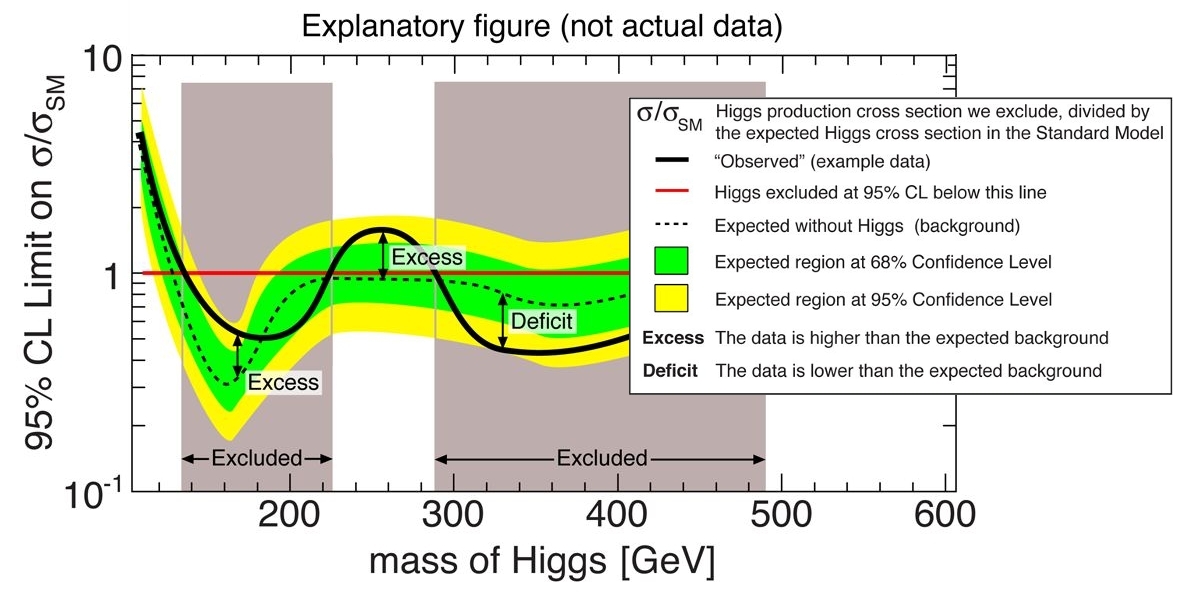 Explanatory figure (not actual data)
10
1
10-1
95% CL Limit on σ/σSM
σ/σSM Higgs production cross section we exclude, divided by
the expected Higgs cross section in the Standard Model
“Observed” (example data)
Higgs excluded at 95% CL below this line
Expected without Higgs (background)
Expected region at 68% Confidence Level
Expected region at 95% Confidence Level
Excess The data is higher than the expected background
Deficit The data is lower than the expected background
Excess
Deficit
Excess
Excluded
Excluded
200 300 400 500 600
mass of Higgs [GeV]